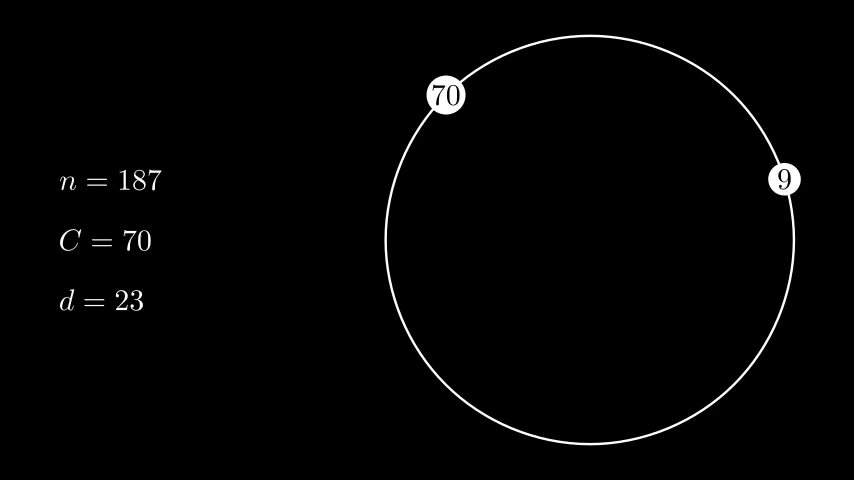 70
9
n = 187
C = 70
d = 23